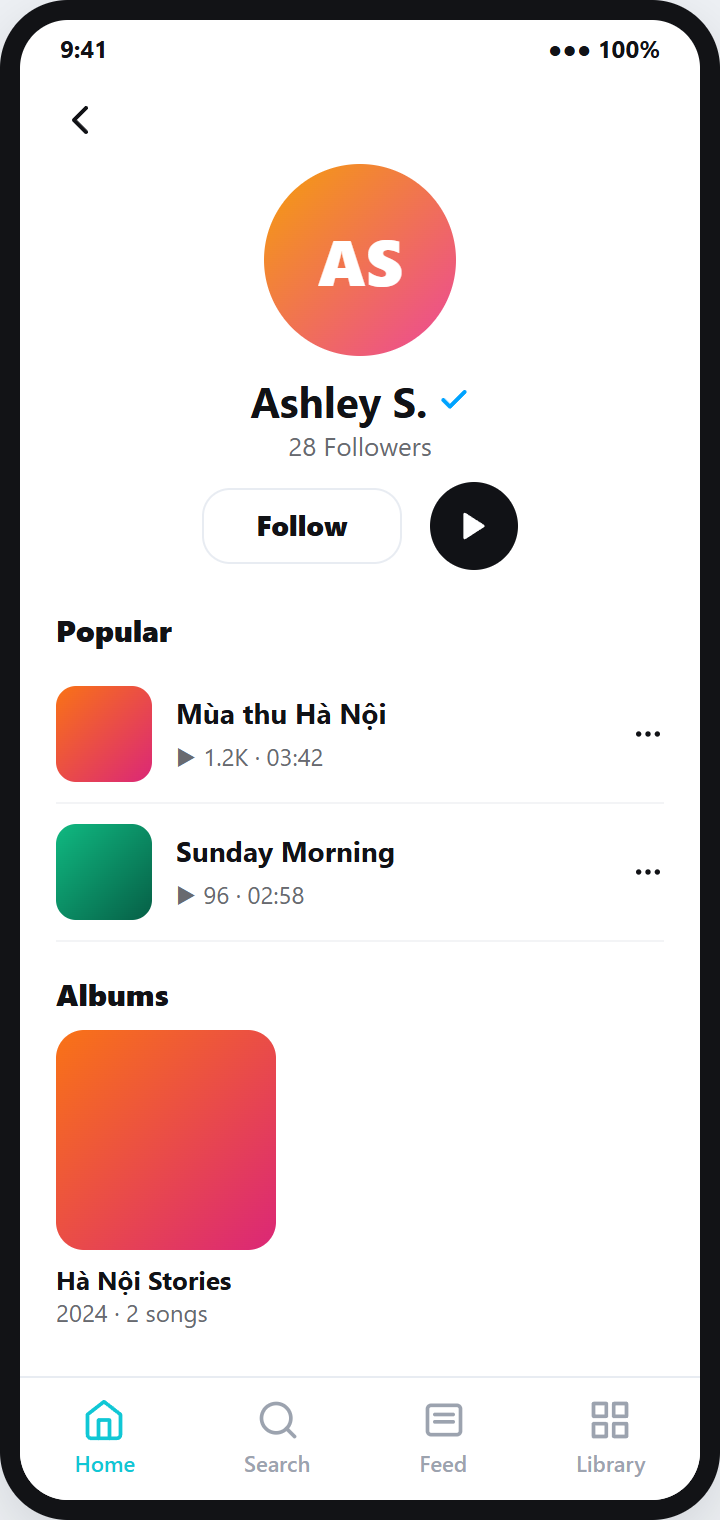 9:41
●●● 100%
AS
Ashley S.
28 Followers
Follow
Popular
Mùa thu Hà Nội
▶ 1.2K · 03:42
Sunday Morning
▶ 96 · 02:58
Albums
Hà Nội Stories
2024 · 2 songs
Home
Search
Feed
Library